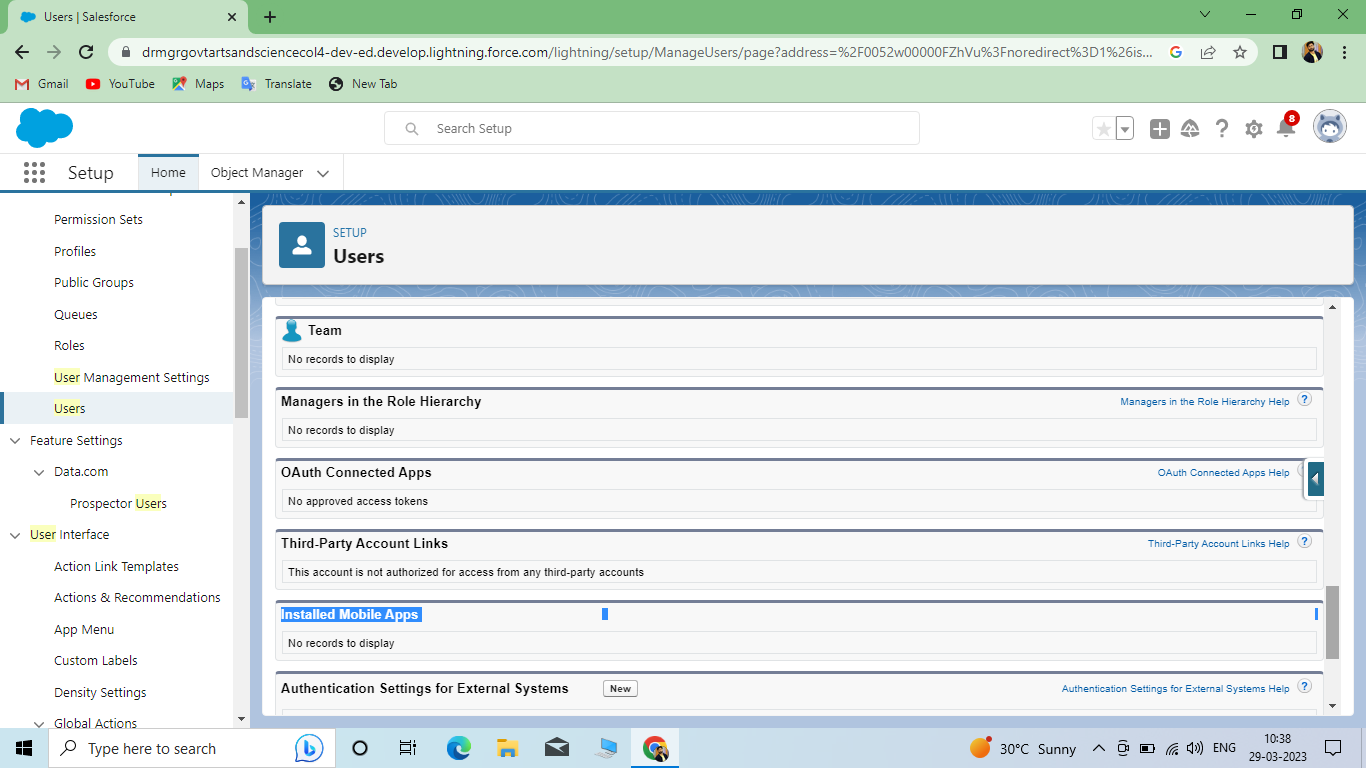 Users | Salesforce
drmgrgovtartsandsciencecol4-dev-ed.develop.lightning.force.com/lightning/setup/ManageUsers/page?address=%2F0052w00000FZhVu%3Fnoredirect%3D1%26is...
Gmail YouTube Maps Translate New Tab
Search Setup
8
Setup Home Object Manager
Permission Sets
Profiles
Public Groups
Queues
Roles
User Management Settings
Users
Feature Settings
Data.com
Prospector Users
User Interface
Action Link Templates
Actions & Recommendations
App Menu
Custom Labels
Density Settings
Global Actions
SETUP
Users
Team
No records to display
Managers in the Role Hierarchy Managers in the Role Hierarchy Help ?
No records to display
OAuth Connected Apps OAuth Connected Apps Help
No approved access tokens
Third-Party Account Links Third-Party Account Links Help ?
This account is not authorized for access from any third-party accounts
Installed Mobile Apps
No records to display
Authentication Settings for External Systems New Authentication Settings for External Systems Help ?
Type here to search
30°C Sunny
ENG
10:38
29-03-2023